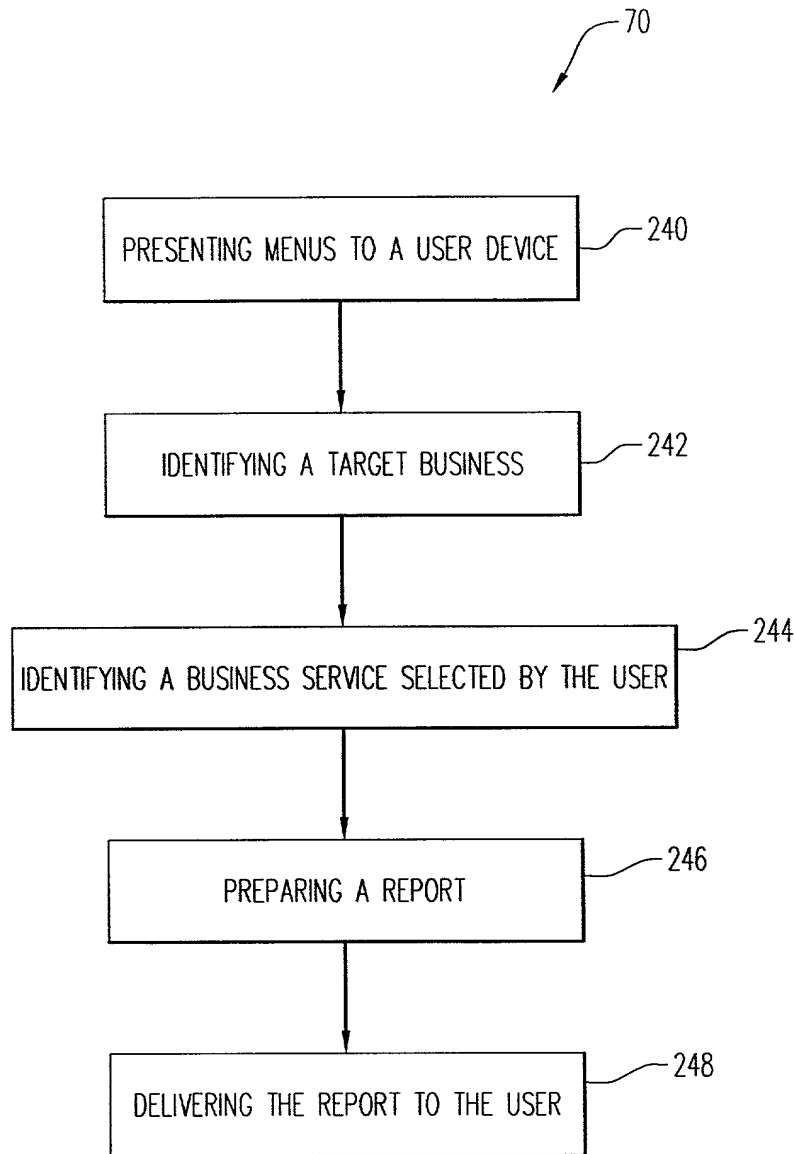 70
PRESENTING MENUS TO A USER DEVICE
240
IDENTIFYING A TARGET BUSINESS
242
IDENTIFYING A BUSINESS SERVICE SELECTED BY THE USER
244
PREPARING A REPORT
246
DELIVERING THE REPORT TO THE USER
248